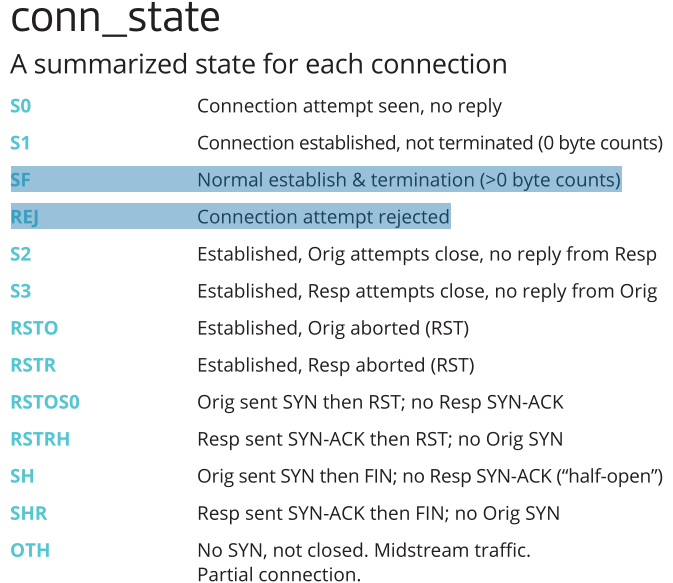 conn_state
A summarized state for each connection
S0 Connection attempt seen, no reply
S1 Connection established, not terminated (0 byte counts)
SF Normal establish & termination (>0 byte counts)
REJ Connection attempt rejected
S2 Established, Orig attempts close, no reply from Resp
S3 Established, Resp attempts close, no reply from Orig
RSTO Established, Orig aborted (RST)
RSTR Established, Resp aborted (RST)
RSTOS0 Orig sent SYN then RST; no Resp SYN-ACK
RSTRH Resp sent SYN-ACK then RST; no Orig SYN
SH Orig sent SYN then FIN; no Resp SYN-ACK (“half-open”)
SHR Resp sent SYN-ACK then FIN; no Orig SYN
OTH No SYN, not closed. Midstream traffic.
Partial connection.